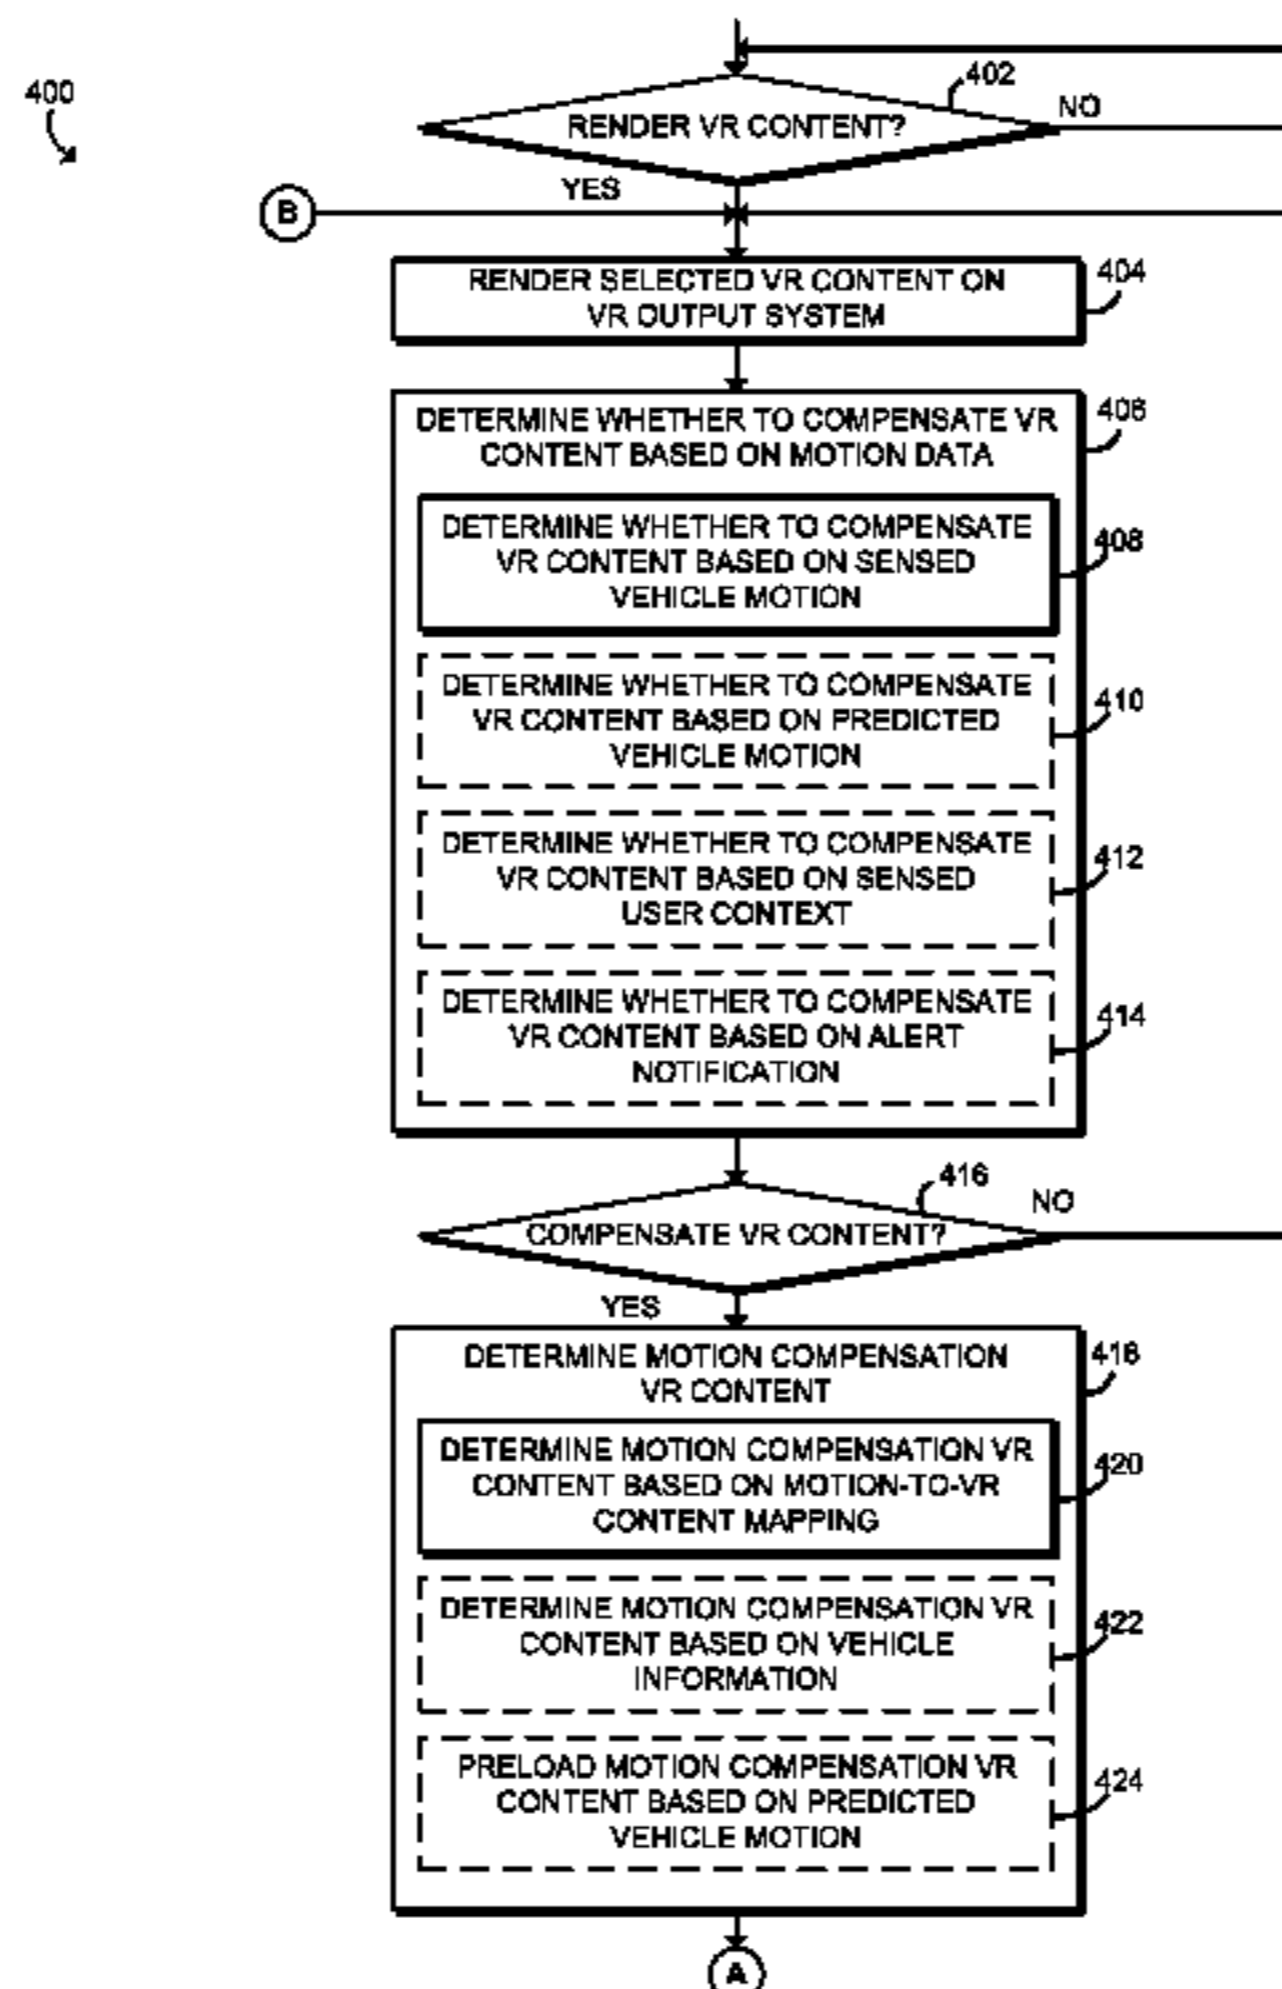 400
402
RENDER VR CONTENT?
NO
YES
B
RENDER SELECTED VR CONTENT ON
VR OUTPUT SYSTEM
404
DETERMINE WHETHER TO COMPENSATE VR
CONTENT BASED ON MOTION DATA
406
DETERMINE WHETHER TO COMPENSATE
VR CONTENT BASED ON SENSED
VEHICLE MOTION
408
DETERMINE WHETHER TO COMPENSATE
VR CONTENT BASED ON PREDICTED
VEHICLE MOTION
410
DETERMINE WHETHER TO COMPENSATE
VR CONTENT BASED ON SENSED
USER CONTEXT
412
DETERMINE WHETHER TO COMPENSATE
VR CONTENT BASED ON ALERT
NOTIFICATION
414
416
COMPENSATE VR CONTENT?
NO
YES
DETERMINE MOTION COMPENSATION
VR CONTENT
418
DETERMINE MOTION COMPENSATION VR
CONTENT BASED ON MOTION-TO-VR
CONTENT MAPPING
420
DETERMINE MOTION COMPENSATION VR
CONTENT BASED ON VEHICLE
INFORMATION
422
PRELOAD MOTION COMPENSATION VR
CONTENT BASED ON PREDICTED
VEHICLE MOTION
424
A